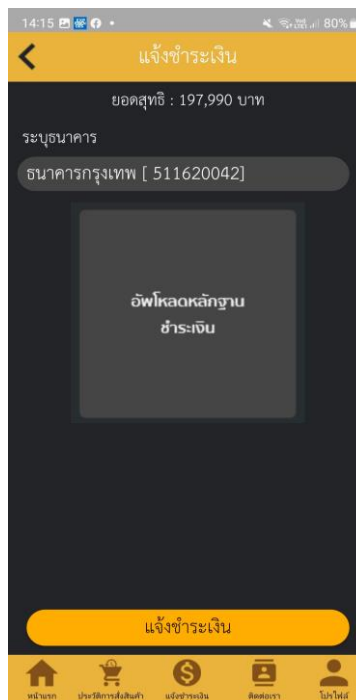 14:15
80%
แจ้งชำระเงิน
ยอดสุทธิ : 197,990 บาท
ระบุธนาคาร
ธนาคารกรุงเทพ [ 511620042]
อัพโหลดหลักฐาน
ชำระเงิน
แจ้งชำระเงิน
หน้าแรก ประวัติการสั่งสินค้า แจ้งชำระเงิน ติดต่อเรา โปรไฟล์